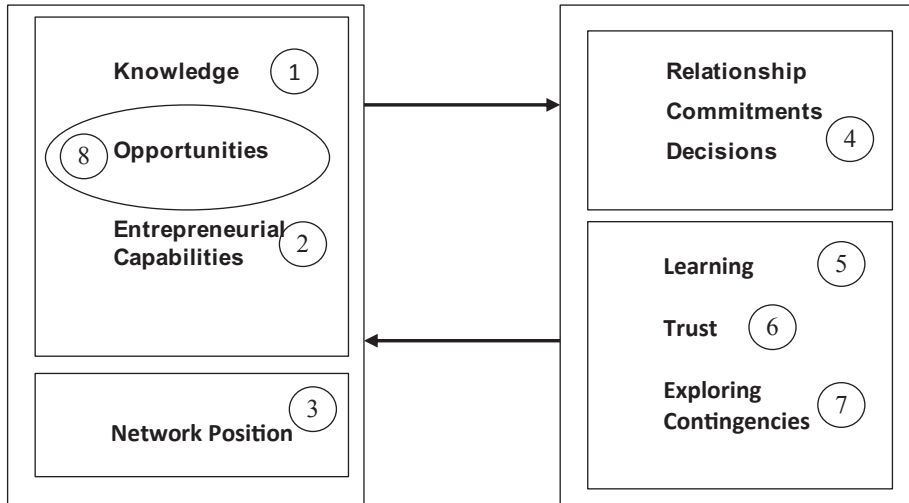 Knowledge 1
8 Opportunities
Entrepreneurial
Capabilities 2
3
Network Position
Relationship
Commitments
Decisions 4
Learning 5
Trust 6
Exploring
Contingencies 7